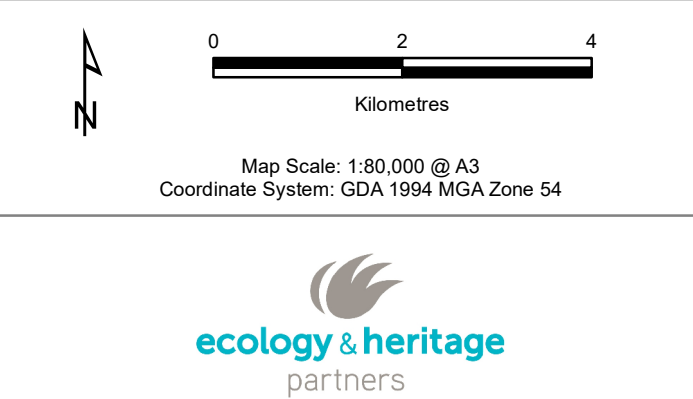 0 2 4
Kilometres
N
Map Scale: 1:80,000 @ A3
Coordinate System: GDA 1994 MGA Zone 54
ecology & heritage
partners